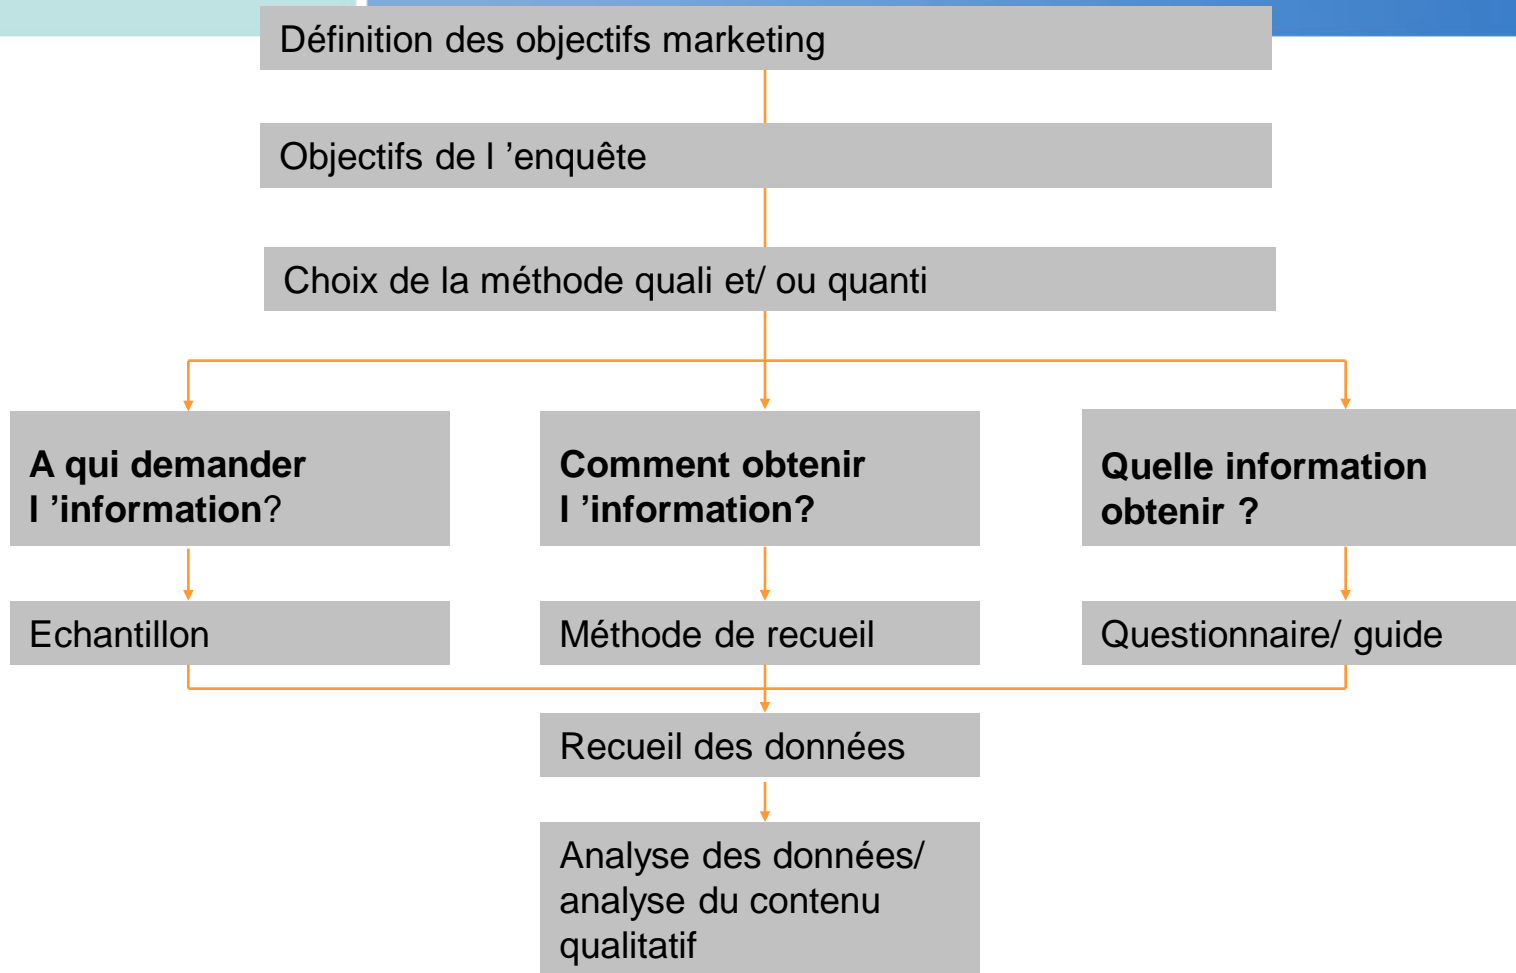 Définition des objectifs marketing
Objectifs de l ’enquête
Choix de la méthode quali et/ ou quanti
A qui demander
l ’information?
Comment obtenir
l ’information?
Quelle information
obtenir ?
Echantillon
Méthode de recueil
Questionnaire/ guide
Recueil des données
Analyse des données/
analyse du contenu
qualitatif